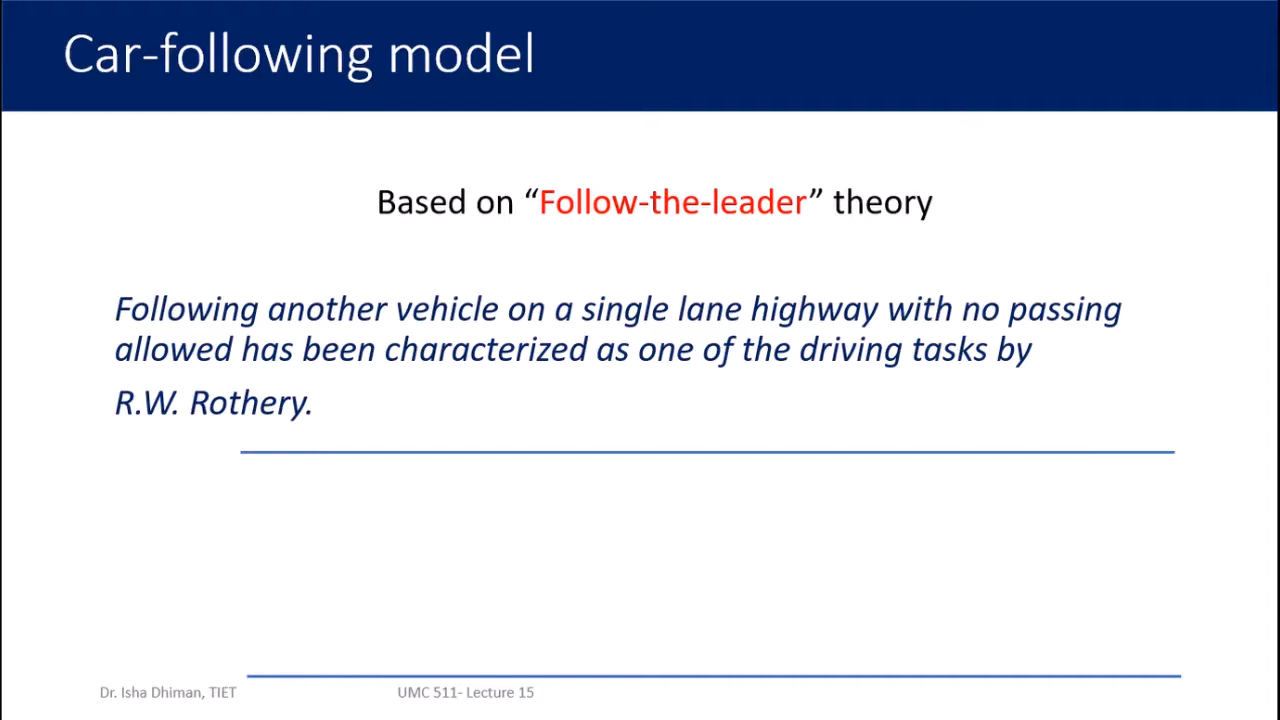 Car-following model
Based on “Follow-the-leader” theory
Following another vehicle on a single lane highway with no passing
allowed has been characterized as one of the driving tasks by
R.W. Rothery.
Dr. Isha Dhiman, TIET
UMC 511- Lecture 15